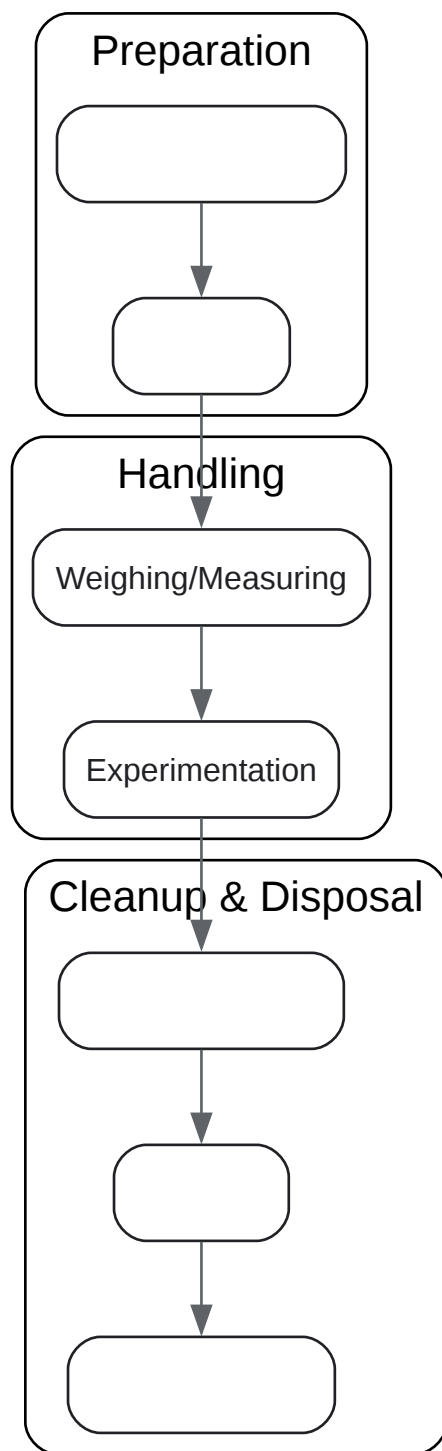 Preparation
Handling
Weighing/Measuring
Experimentation
Cleanup & Disposal